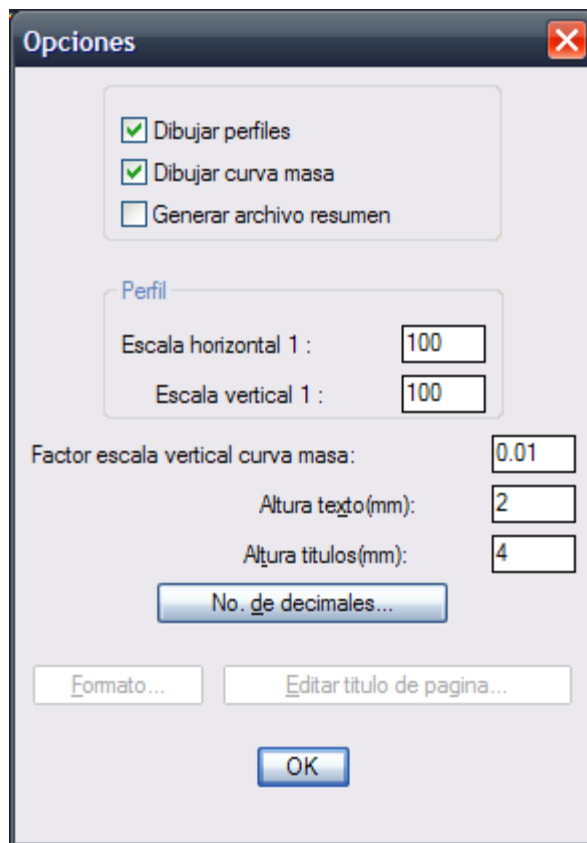 Opciones
Dibujar perfiles
Dibujar curva masa
Generar archivo resumen
Perfil
Escala horizontal 1 : 100
Escala vertical 1 : 100
Factor escala vertical curva masa: 0.01
Altura texto(mm): 2
Altura titulos(mm): 4
No. de decimales...
Formato... Editar titulo de pagina...
OK